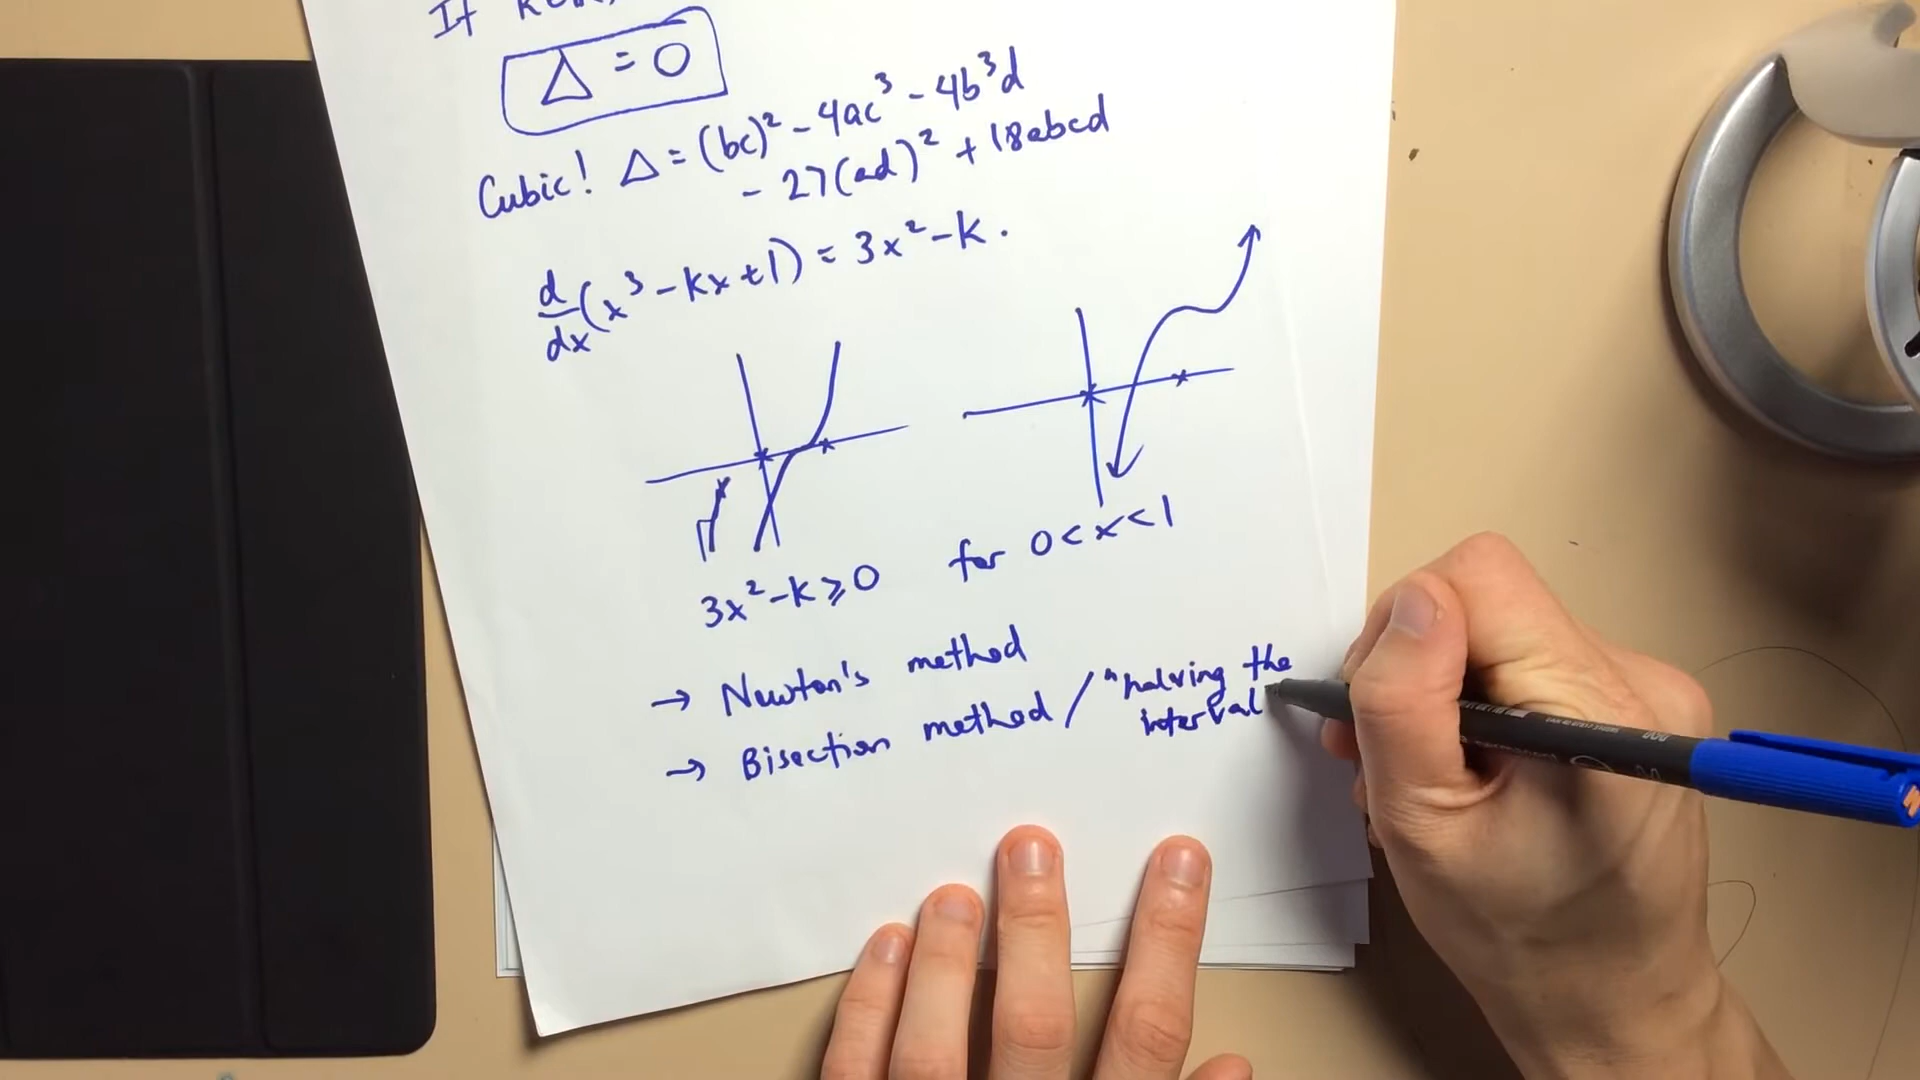 If
Δ = 0
Cubic! Δ = (bc)² - 4ac³ - 4b³d
- 27(ad)² + 18abcd
d/dx (x³ - kx + 1) = 3x² - k.
3x² - k ⩾ 0 for 0 < x < 1
→ Newton's method
→ Bisection method / "halving the
interval